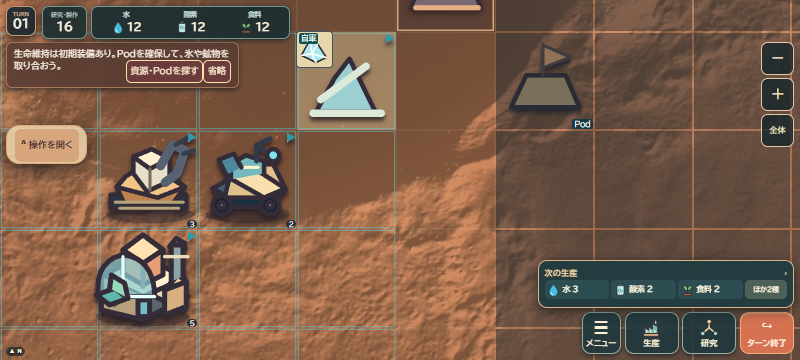 TURN
01
研究・製作
16
水
12
酸素
12
食料
12
生命維持は初期装備あり。Podを確保して、氷や鉱物を
取り合おう。
資源・Podを探す
省略
自軍
^ 操作を開く
Pod
−
+
全体
3
2
5
次の生産
›
水 3
酸素 2
食料 2
ほか2種
メニュー
生産
研究
ターン終了
▲ N